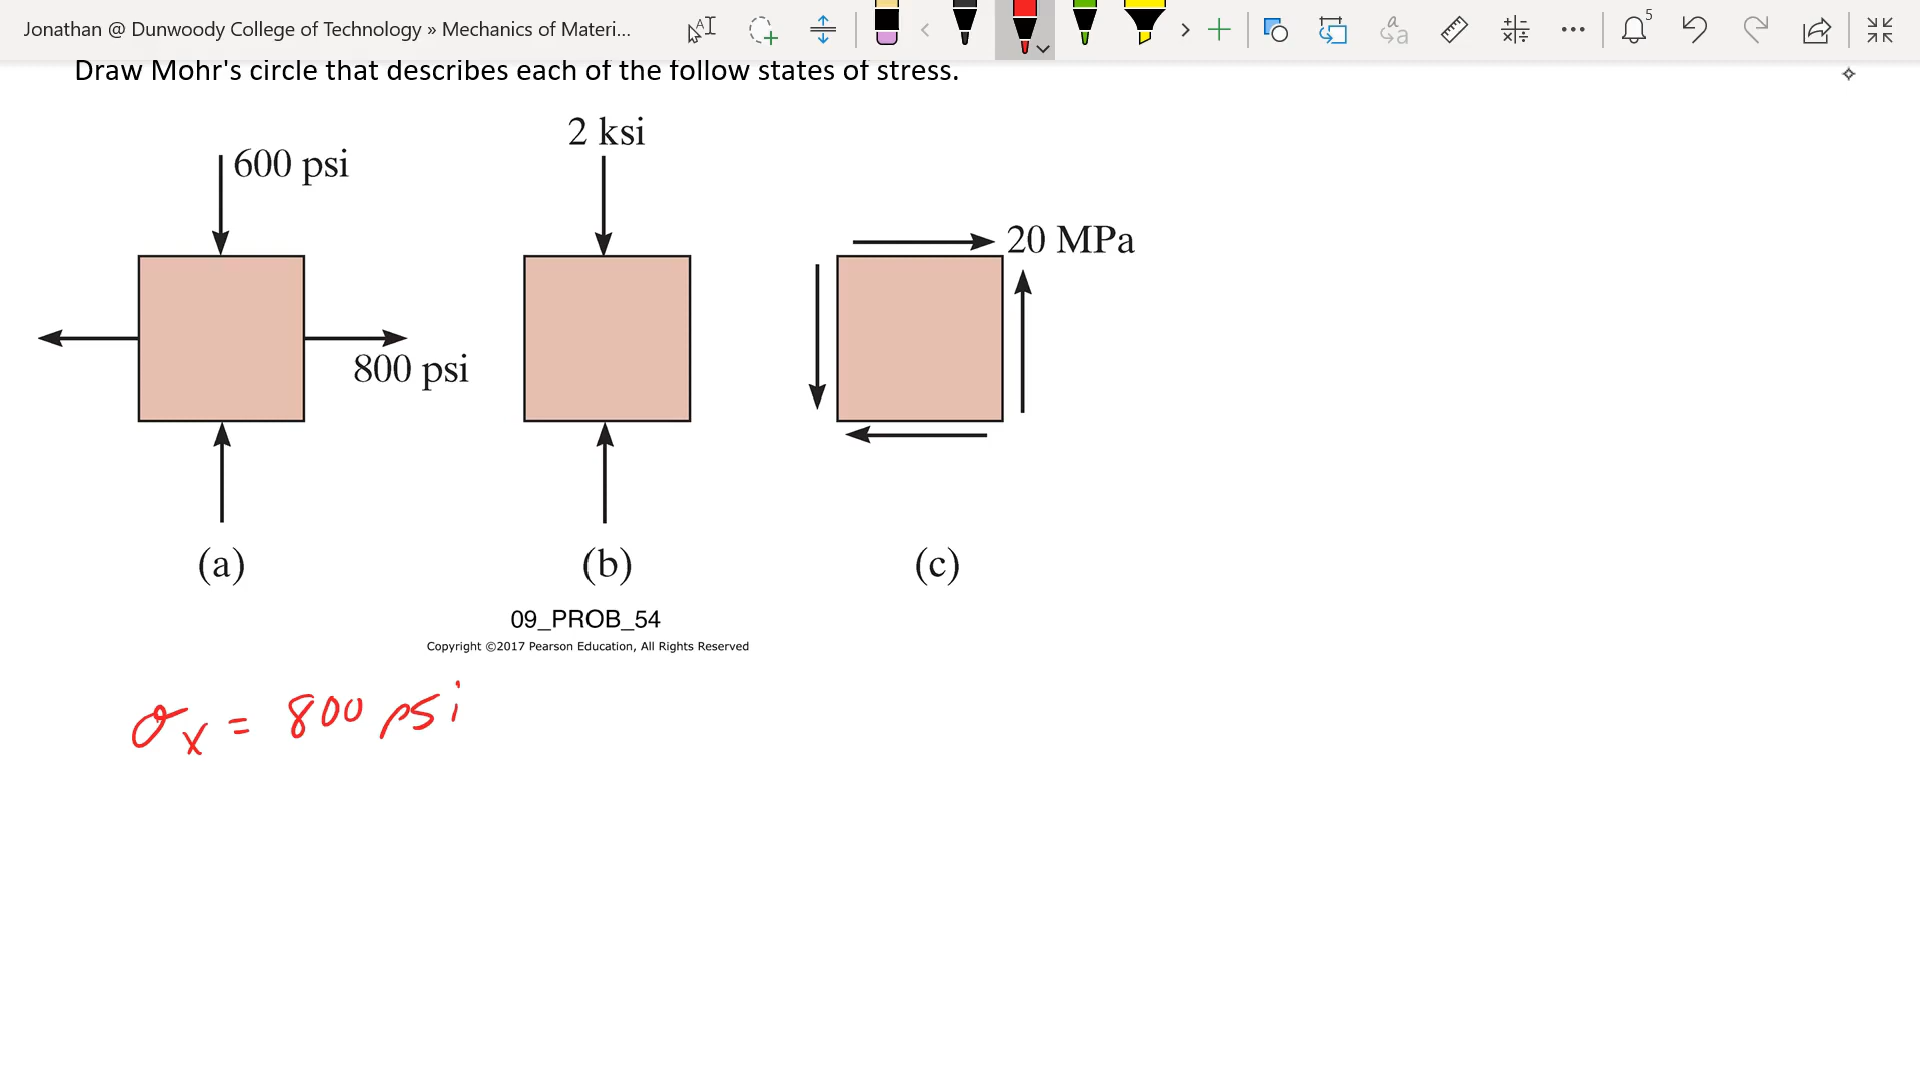 Jonathan @ Dunwoody College of Technology » Mechanics of Materi...
5
Draw Mohr's circle that describes each of the follow states of stress.
600 psi
2 ksi
20 MPa
800 psi
(a)
(b)
(c)
09_PROB_54
Copyright ©2017 Pearson Education, All Rights Reserved
σx = 800 psi